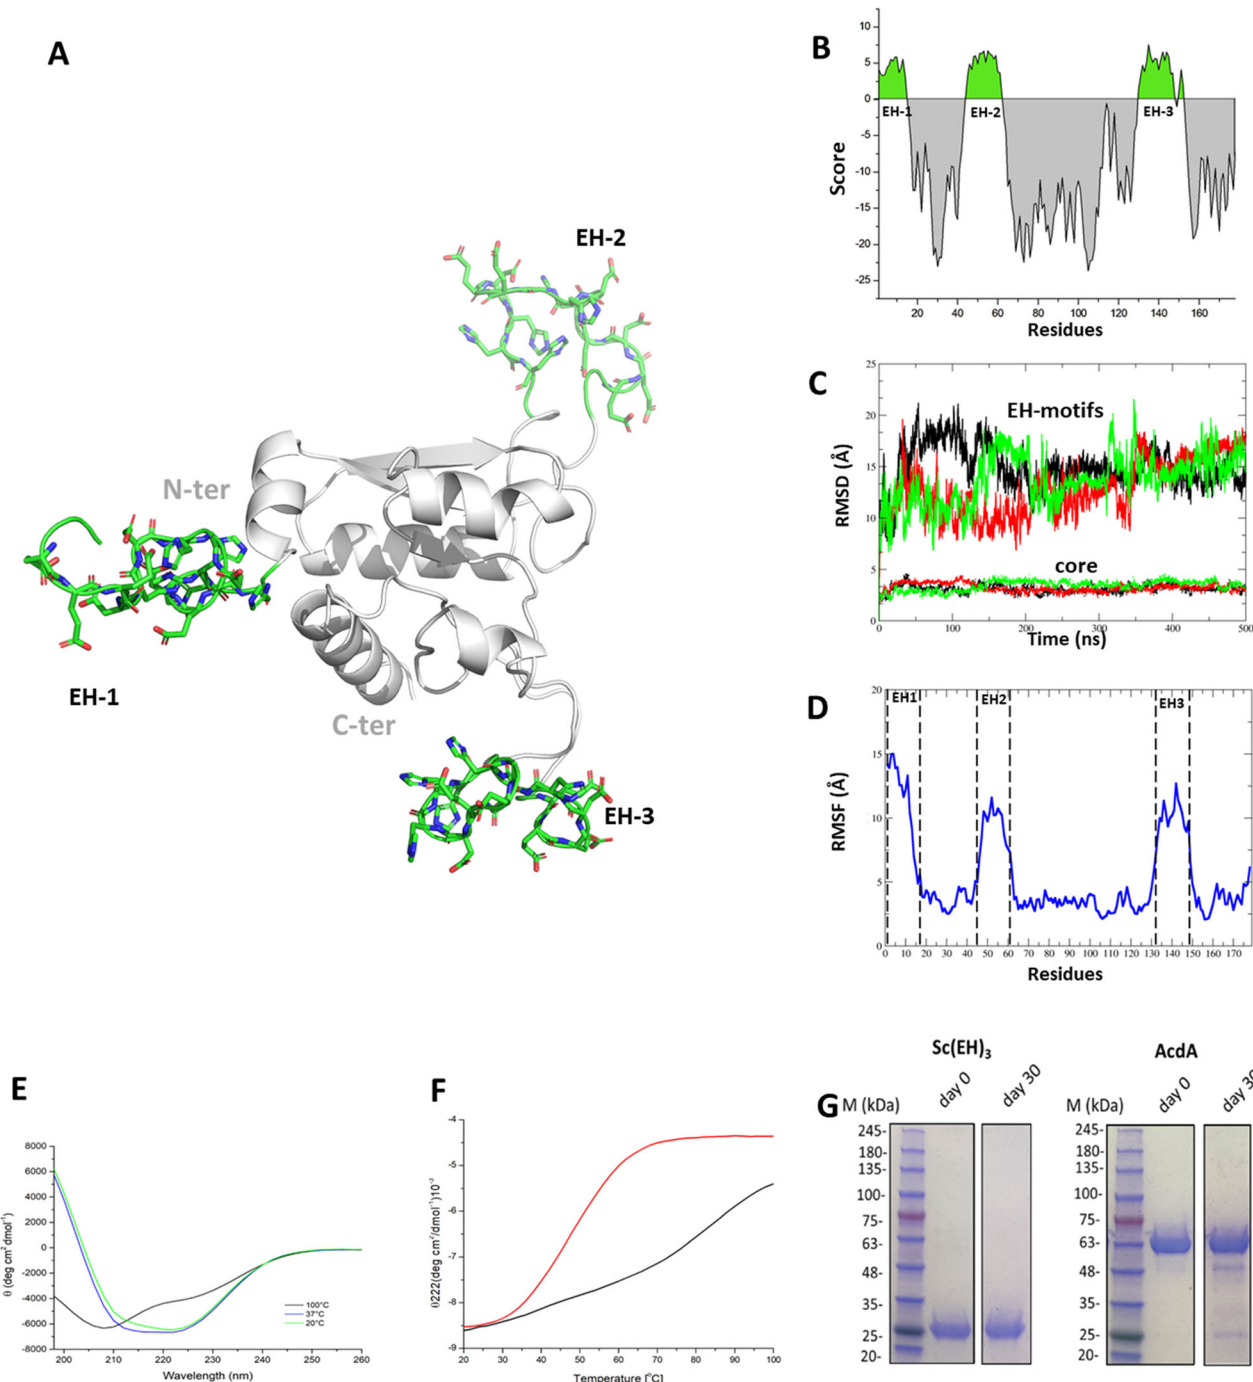 A
EH-2
N-ter
EH-1
C-ter
EH-3
B
Score
10
5
0
-5
-10
-15
-20
-25
EH-1
EH-2
EH-3
20 40 60 80 100 120 140 160
Residues
C
RMSD (Å)
25
20
15
10
5
0
EH-motifs
core
0 100 200 300 400 500
Time (ns)
D
RMSF (Å)
20
15
10
5
0
EH1
EH2
EH3
0 10 20 30 40 50 60 70 80 90 100 110 120 130 140 150 160 170
Residues
E
θ (deg cm² dmol⁻¹)
8000
6000
4000
2000
0
-2000
-4000
-6000
-8000
100°C
37°C
20°C
200 210 220 230 240 250 260
Wavelength (nm)
F
θ222(deg cm²/dmol⁻¹)10⁻³
-4
-5
-6
-7
-8
-9
20 30 40 50 60 70 80 90 100
Temperature [°C]
G
Sc(EH)₃
M (kDa)
day 0
day 30
245-
180-
135-
100-
75-
63-
48-
35-
25-
20-
AcdA
M (kDa)
day 0
day 30
245-
180-
135-
100-
75-
63-
48-
35-
25-
20-